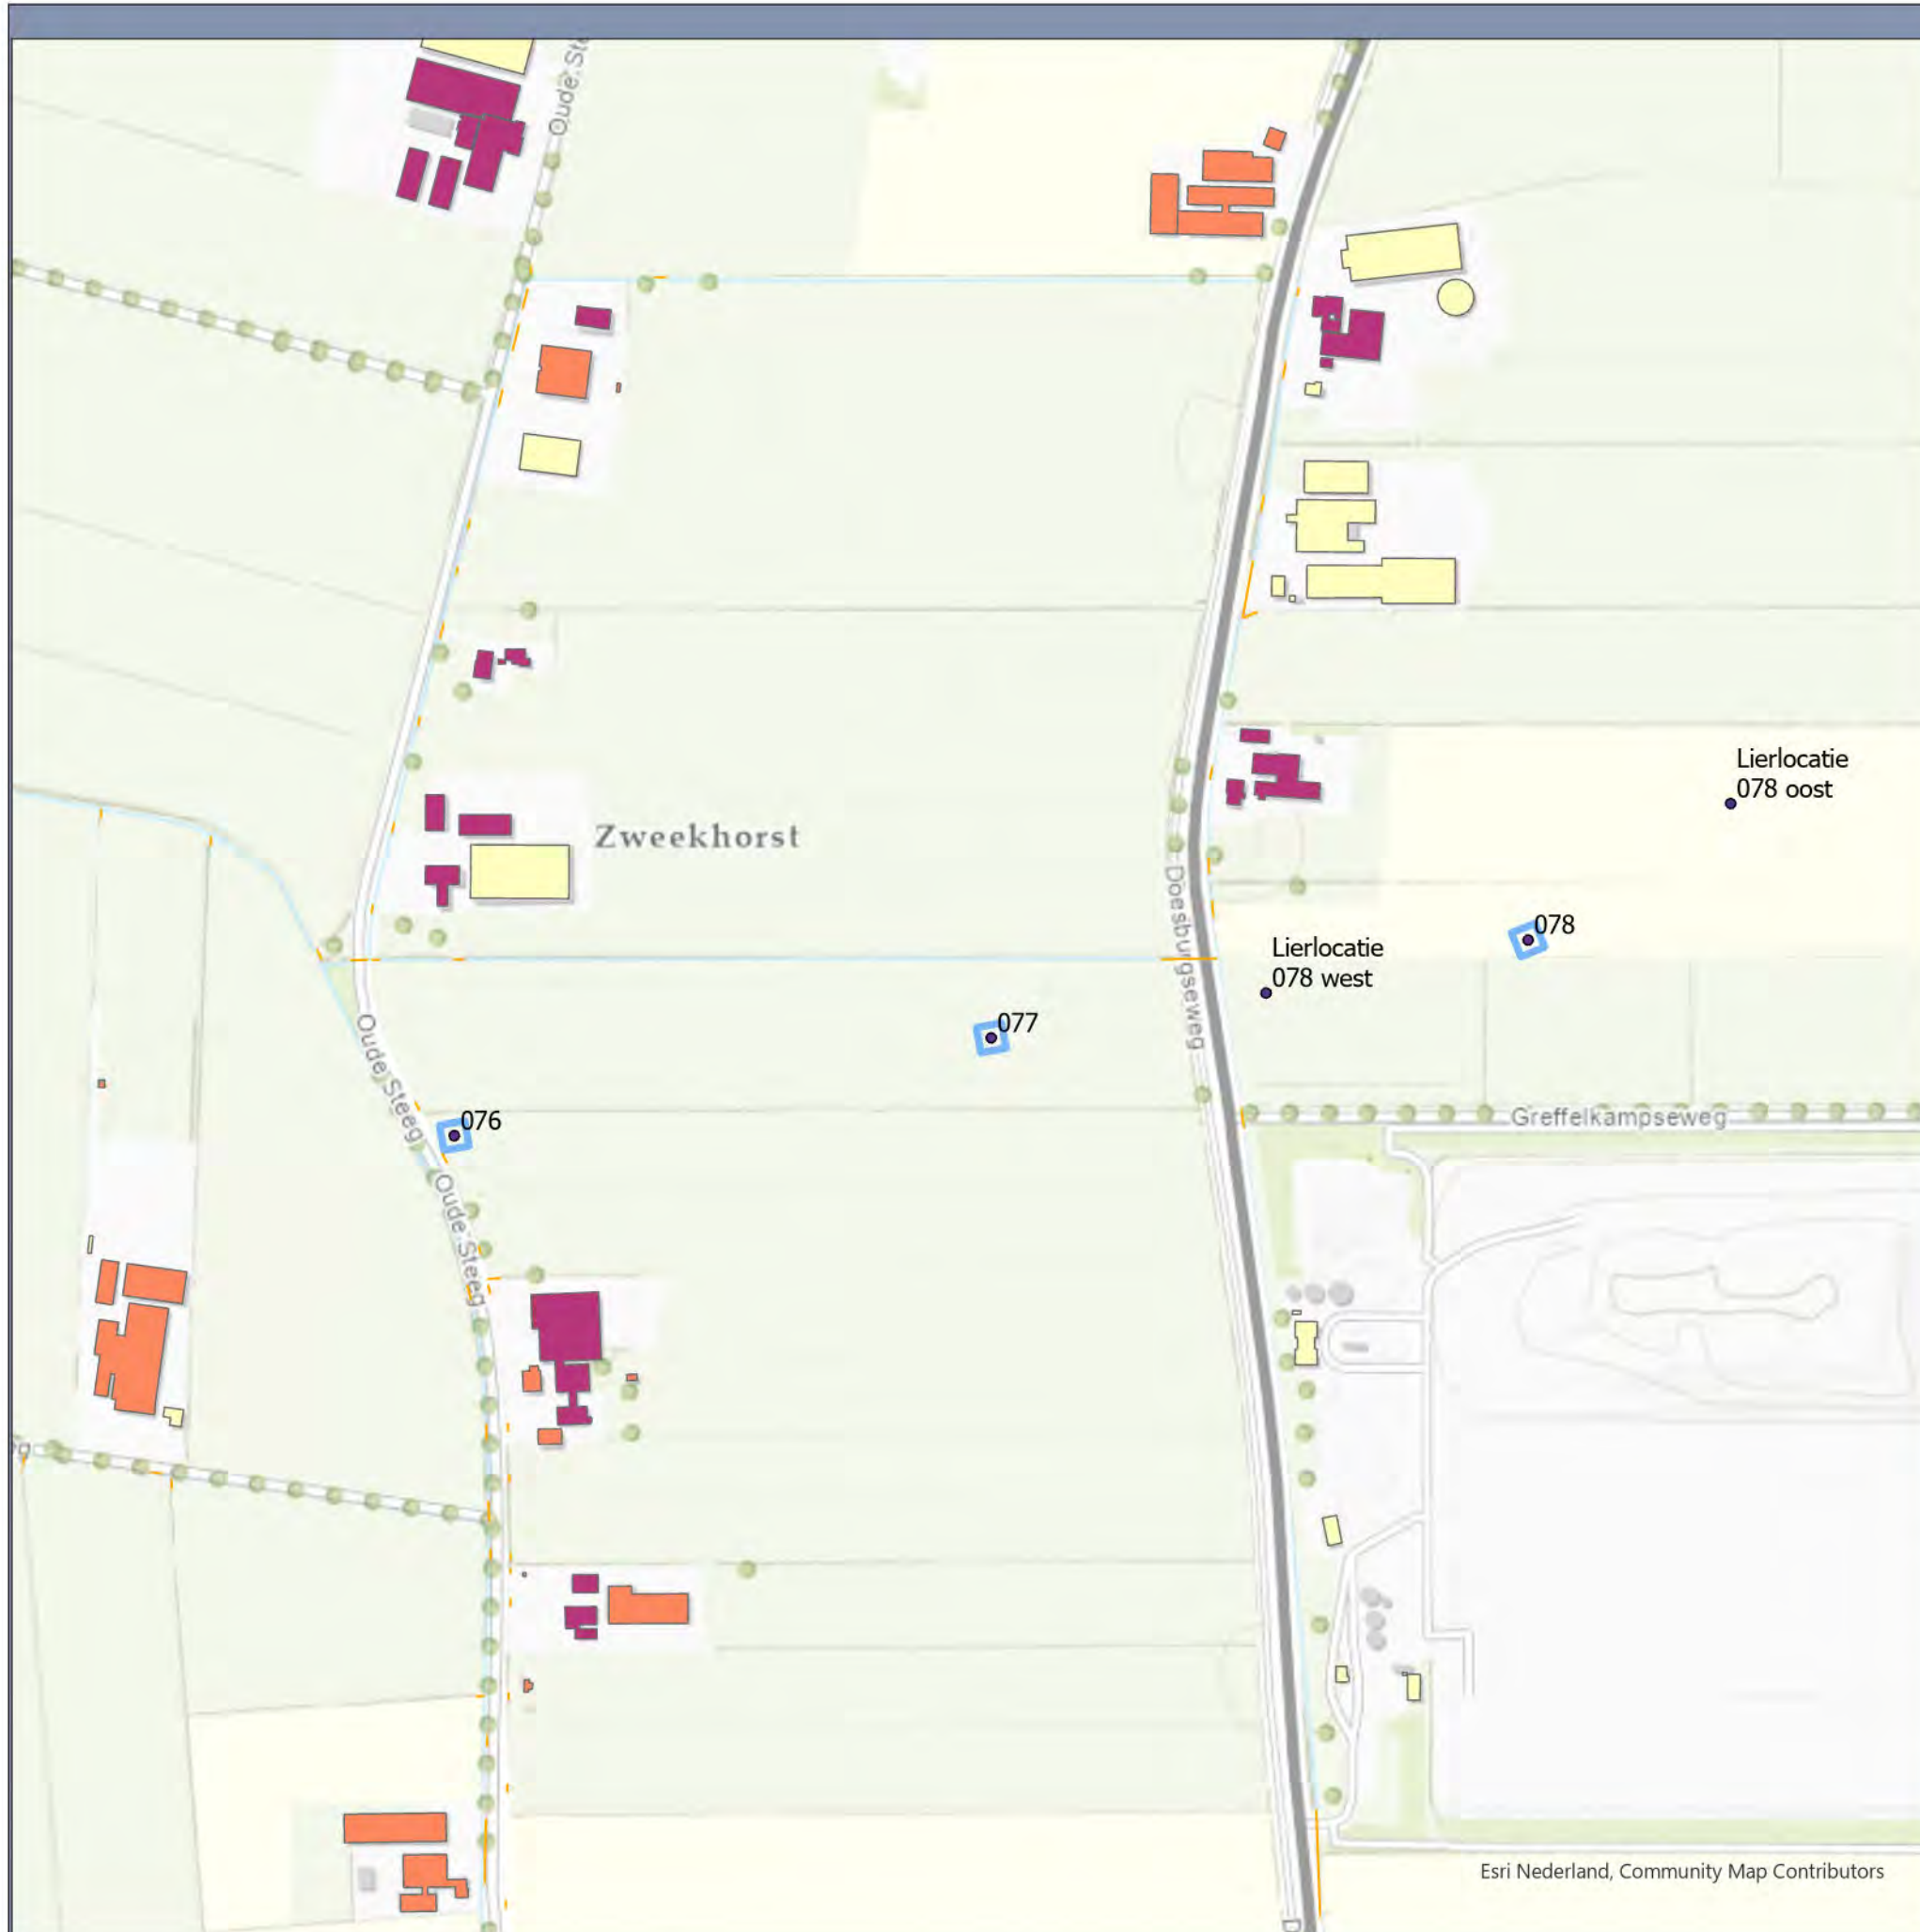 Oude Ste
Lierlocatie
078 oost
Zweekhorst
Doesburgseweg
078
Lierlocatie
078 west
077
Oude Steeg
076
Greffelkampseweg
Oude Steeg
Esri Nederland, Community Map Contributors